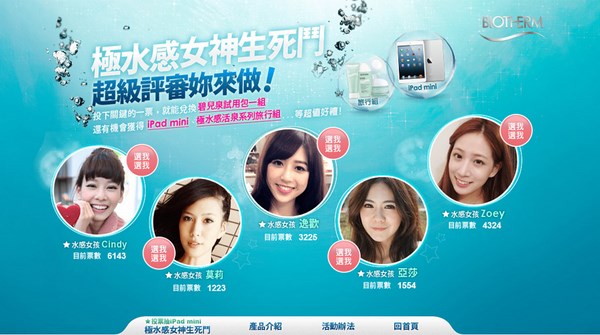 BIOTHERM
極水感女神生死鬥
超級評審妳來做！
投下關鍵的一票，就能兌換碧兒泉試用包一組
還有機會獲得 iPad mini 極水感活泉系列旅行組 等超值好禮！
旅行組
iPad mini
選我
選我
★水感女孩 Cindy
目前票數 6143
選我
選我
★水感女孩 莫莉
目前票數 1223
選我
選我
★水感女孩 逸歡
目前票數 3225
選我
選我
★水感女孩 亞莎
目前票數 1554
選我
選我
★水感女孩 Zoey
目前票數 4324
★投票抽iPad mini
極水感女神生死鬥
產品介紹
活動辦法
回首頁